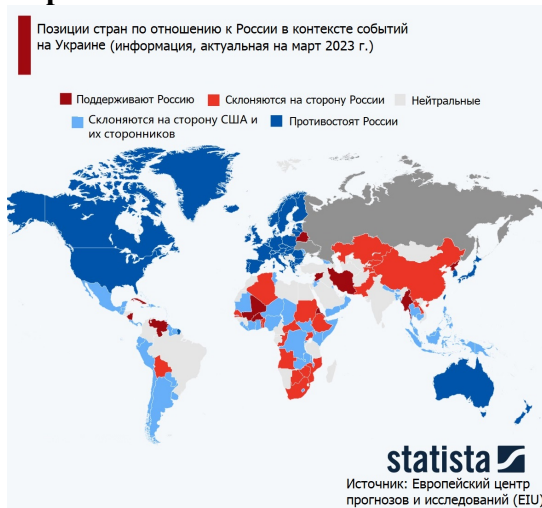 Позиции стран по отношению к России в контексте событий
на Украине (информация, актуальная на март 2023 г.)
Поддерживают Россию Склоняются на сторону России Нейтральные
Склоняются на сторону США и
их сторонников
Противостоят России
statista
Источник: Европейский центр
прогнозов и исследований (EIU)